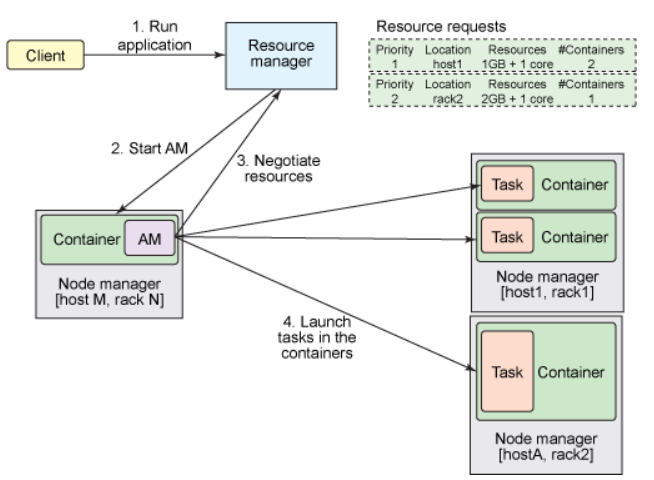 1. Run
application
Client
Resource
manager
Resource requests
Priority Location Resources #Containers
1 host1 1GB + 1 core 2
Priority Location Resources #Containers
2 rack2 2GB + 1 core 1
2. Start AM
3. Negotiate
resources
Container AM
Node manager
[host M, rack N]
Task Container
Task Container
Node manager
[host1, rack1]
4. Launch
tasks in the
containers
Task Container
Node manager
[hostA, rack2]